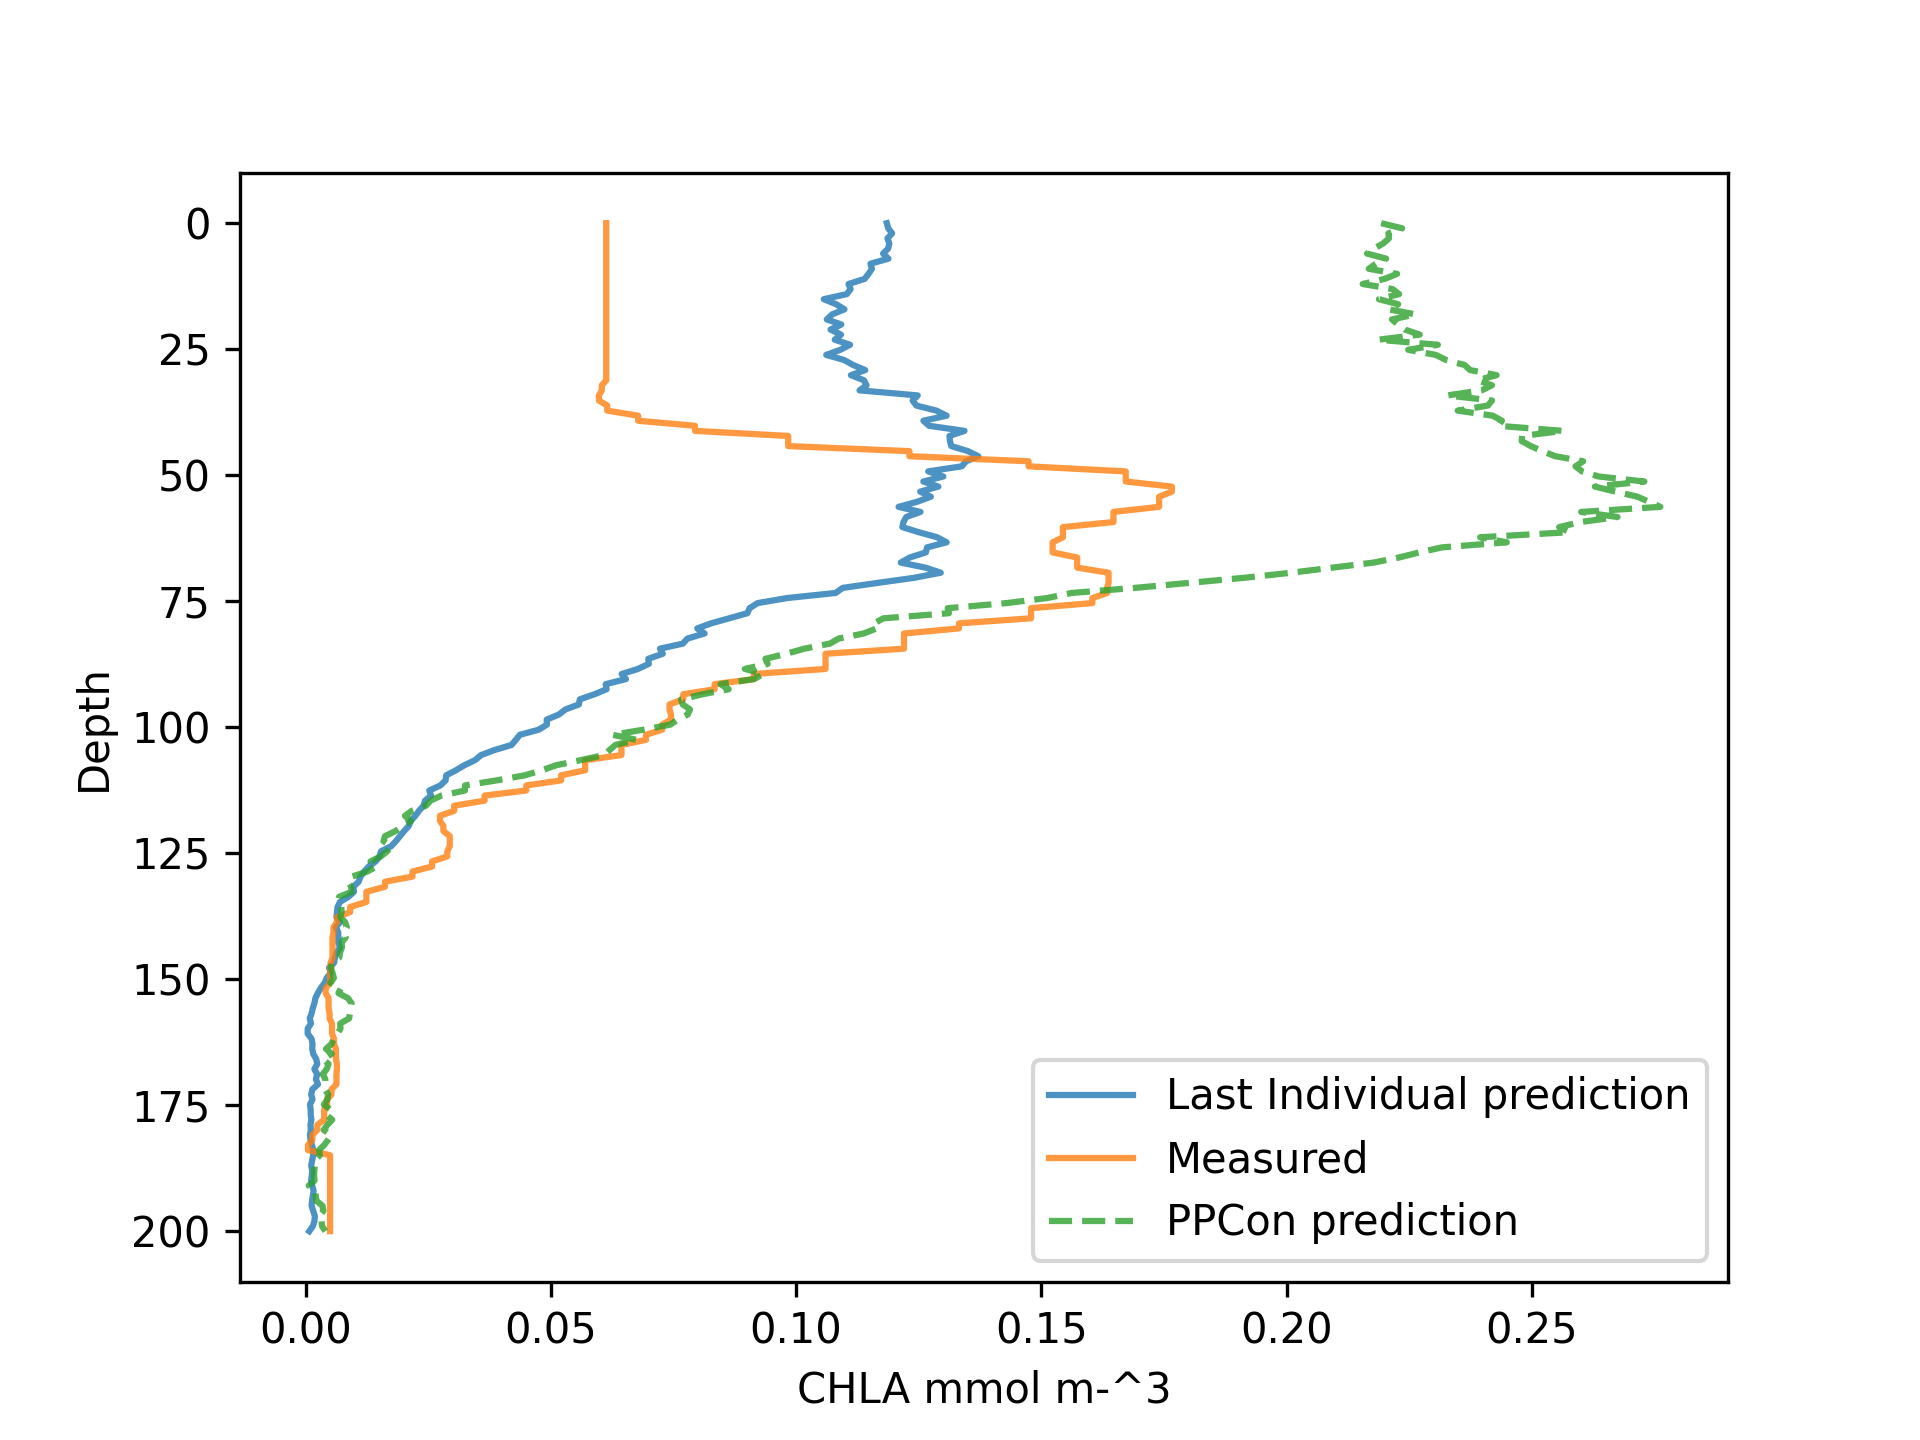 0
25
50
75
100
125
150
175
200
Depth
0.00 0.05 0.10 0.15 0.20 0.25
CHLA mmol m-^3
Last Individual prediction
Measured
PPCon prediction